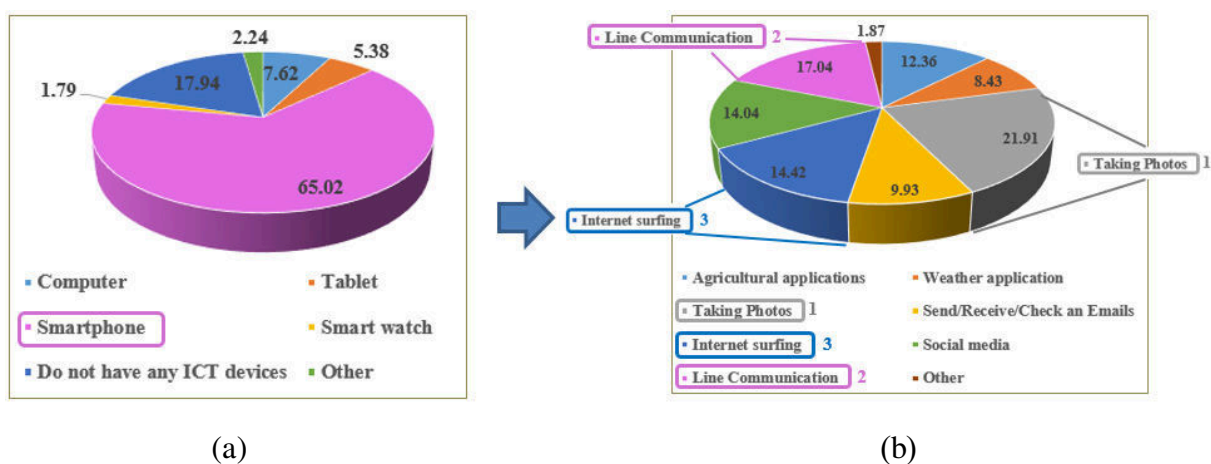 2.24
7.62
5.38
17.94
1.79
65.02
Computer
Tablet
Smartphone
Smart watch
Do not have any ICT devices
Other
(a)
Line Communication 2
1.87
12.36
17.04
8.43
14.04
21.91
Taking Photos 1
14.42
9.93
Internet surfing 3
Agricultural applications
Weather application
Taking Photos 1
Send/Receive/Check an Emails
Internet surfing 3
Social media
Line Communication 2
Other
(b)